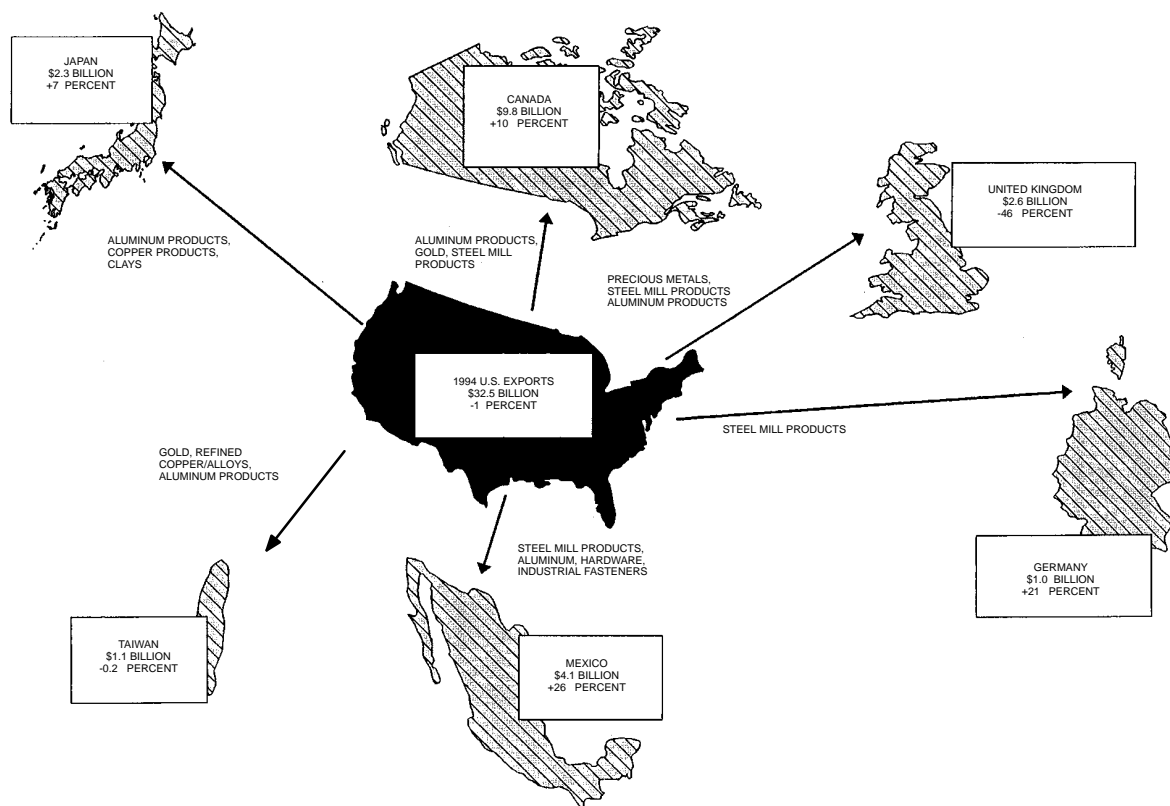 JAPAN
$2.3 BILLION
+7 PERCENT
CANADA
$9.8 BILLION
+10 PERCENT
UNITED KINGDOM
$2.6 BILLION
-46 PERCENT
ALUMINUM PRODUCTS,
COPPER PRODUCTS,
CLAYS
ALUMINUM PRODUCTS,
GOLD, STEEL MILL
PRODUCTS
PRECIOUS METALS,
STEEL MILL PRODUCTS
ALUMINUM PRODUCTS
1994 U.S. EXPORTS
$32.5 BILLION
-1 PERCENT
STEEL MILL PRODUCTS
GOLD, REFINED
COPPER/ALLOYS,
ALUMINUM PRODUCTS
STEEL MILL PRODUCTS,
ALUMINUM, HARDWARE,
INDUSTRIAL FASTENERS
GERMANY
$1.0 BILLION
+21 PERCENT
TAIWAN
$1.1 BILLION
-0.2 PERCENT
MEXICO
$4.1 BILLION
+26 PERCENT